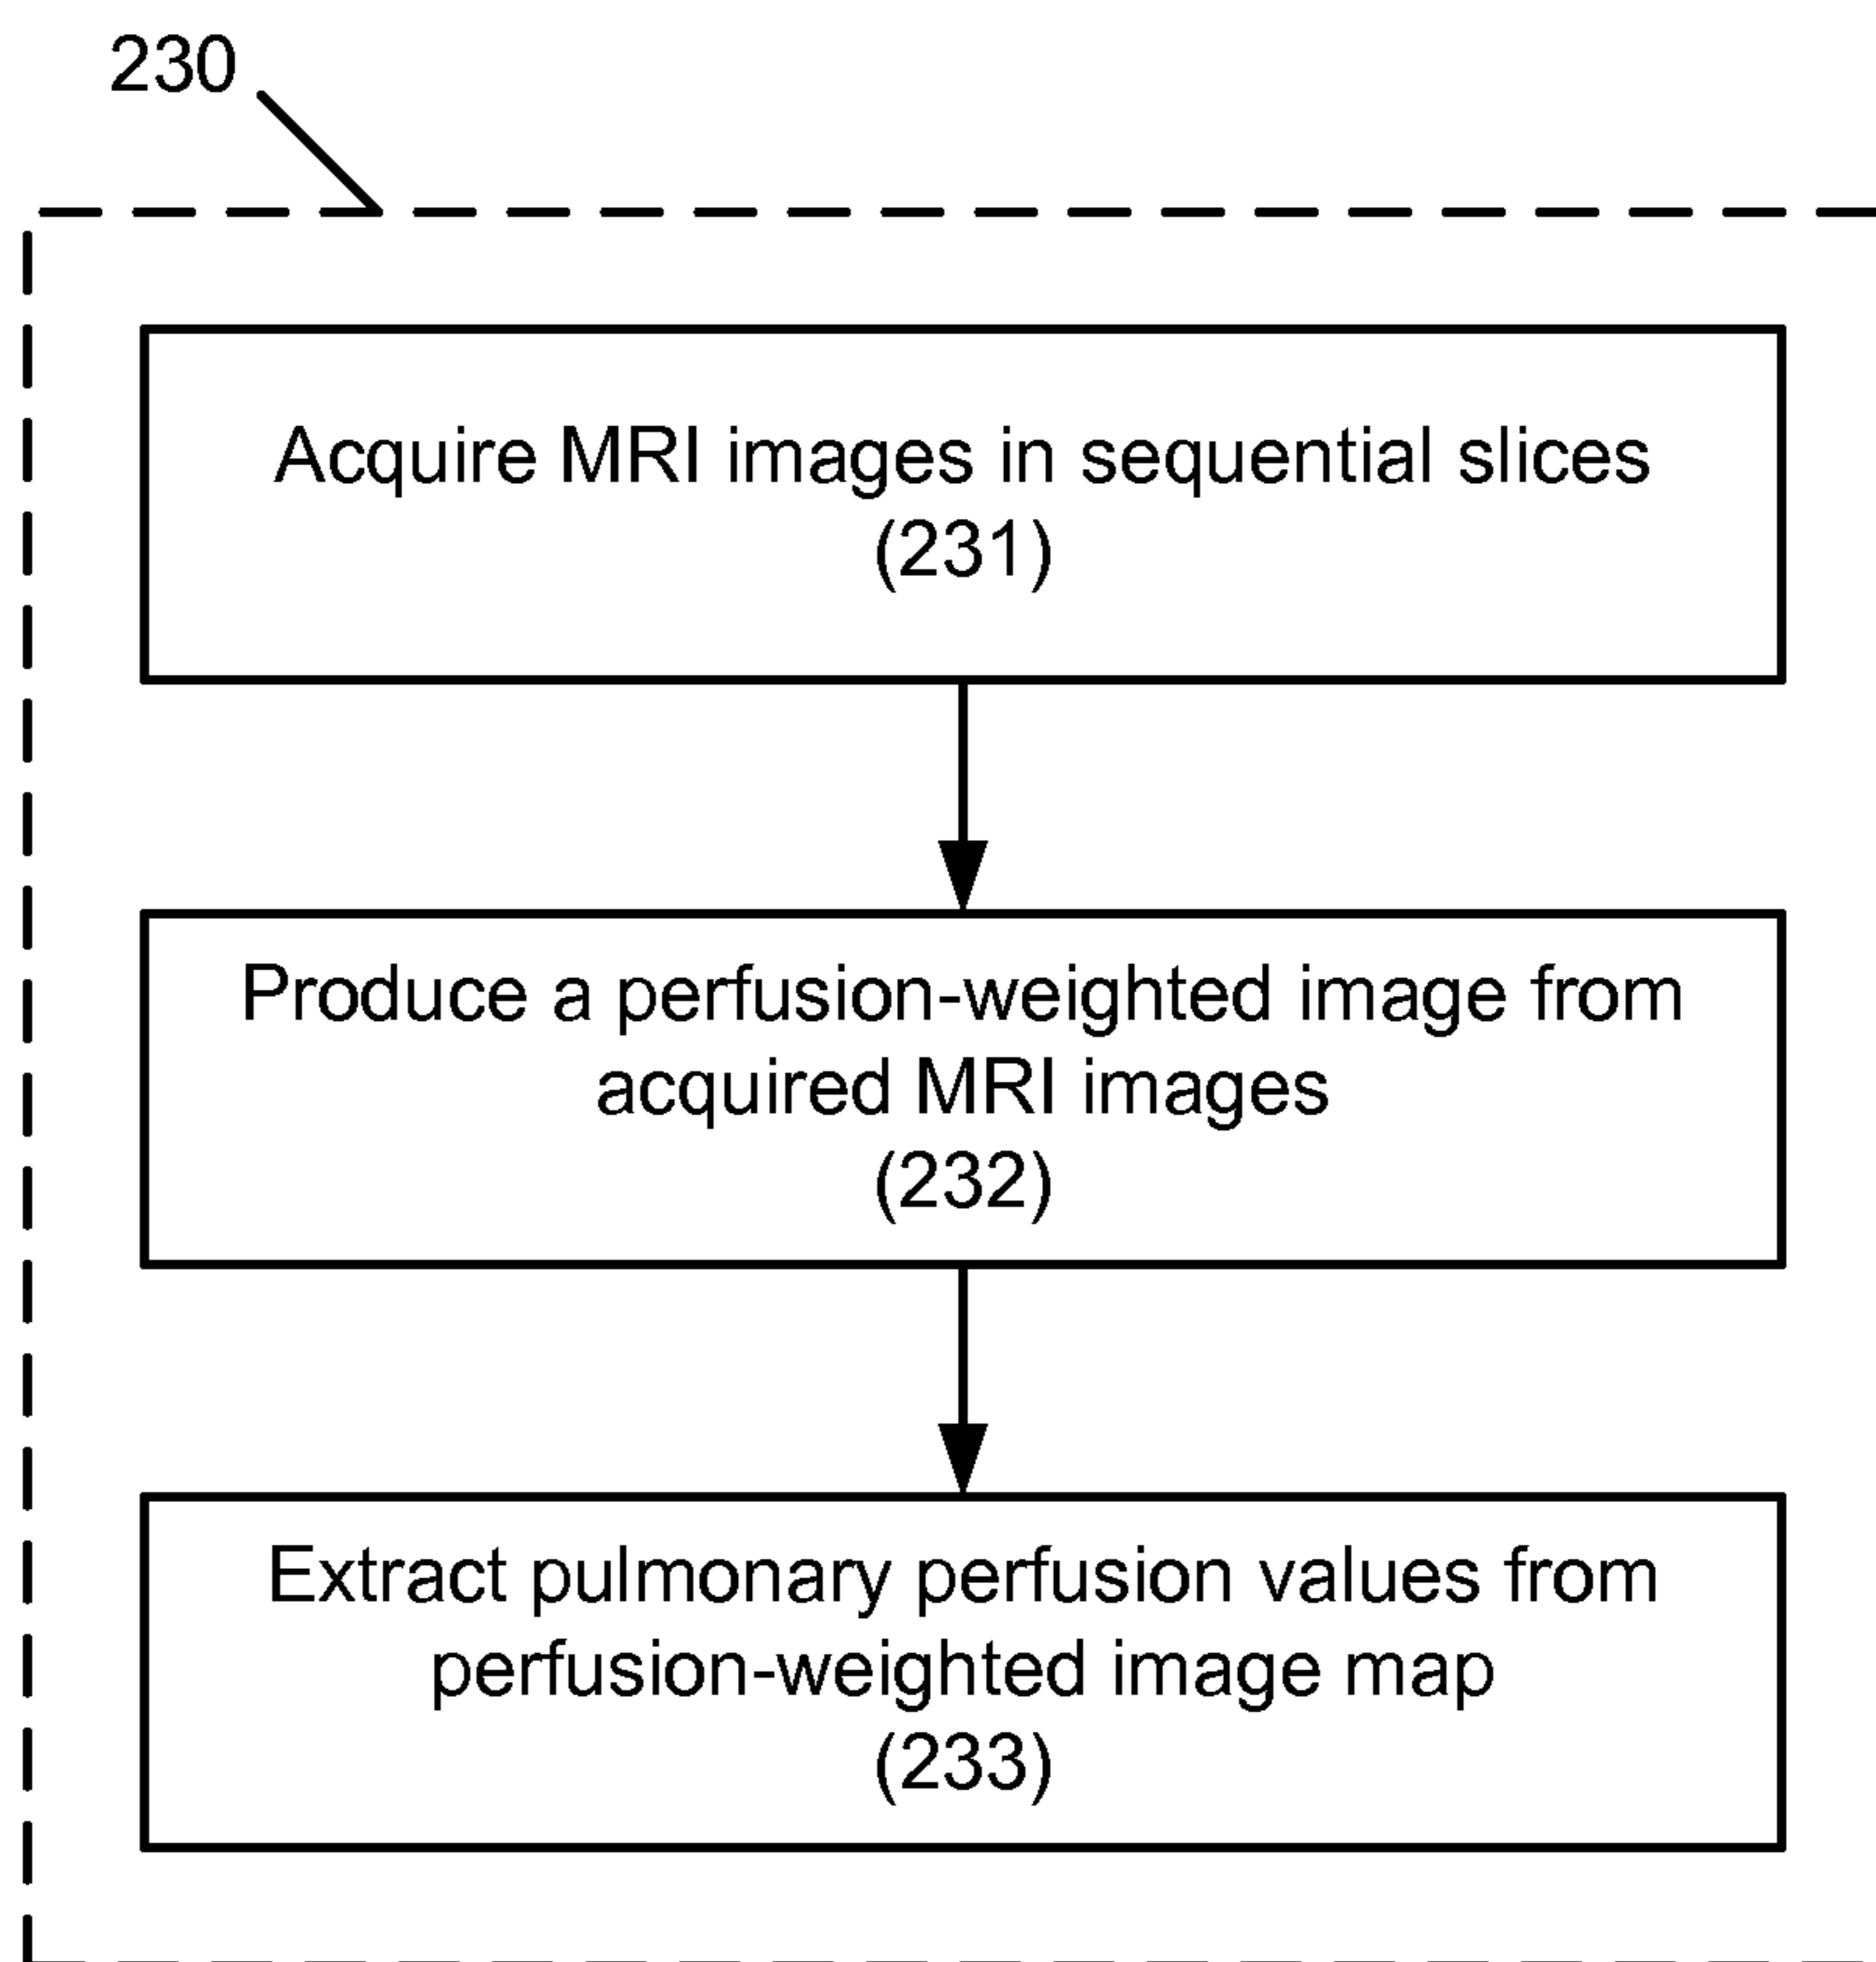 230
Acquire MRI images in sequential slices
(231)
Produce a perfusion-weighted image from
acquired MRI images
(232)
Extract pulmonary perfusion values from
perfusion-weighted image map
(233)